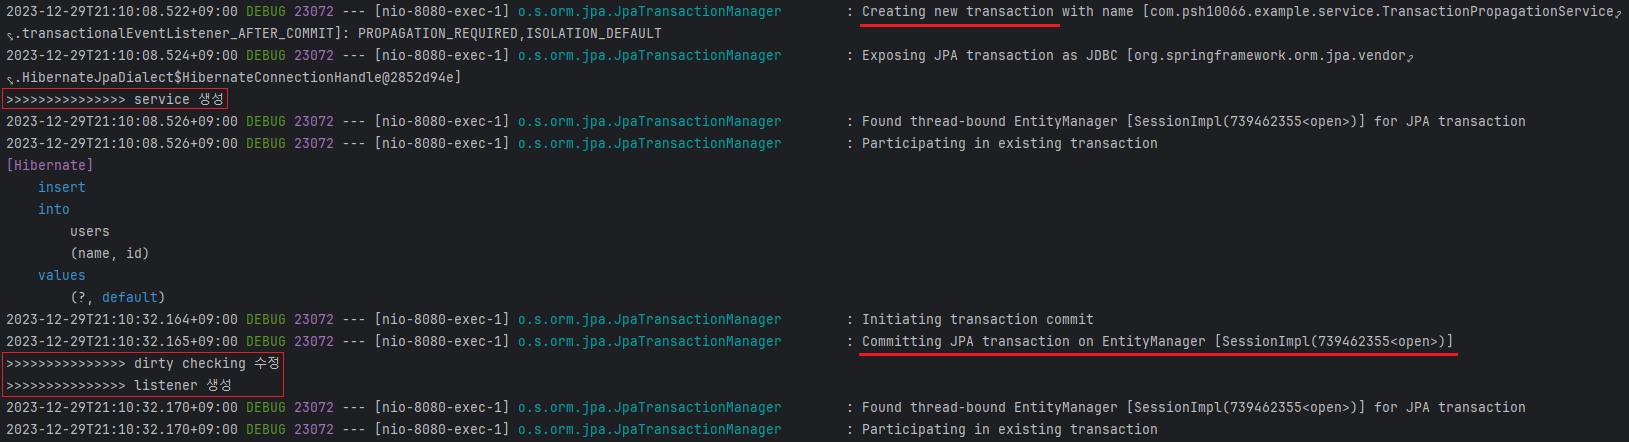 2023-12-29T21:10:08.522+09:00 DEBUG 23072 --- [nio-8080-exec-1] o.s.orm.jpa.JpaTransactionManager        : Creating new transaction with name [com.psh10066.example.service.TransactionPropagationService
.transactionalEventListener_AFTER_COMMIT]: PROPAGATION_REQUIRED,ISOLATION_DEFAULT
2023-12-29T21:10:08.524+09:00 DEBUG 23072 --- [nio-8080-exec-1] o.s.orm.jpa.JpaTransactionManager        : Exposing JPA transaction as JDBC [org.springframework.orm.jpa.vendor
.HibernateJpaDialect$HibernateConnectionHandle@2852d94e]
>>>>>>>>>>>>>>> service 생성
2023-12-29T21:10:08.526+09:00 DEBUG 23072 --- [nio-8080-exec-1] o.s.orm.jpa.JpaTransactionManager        : Found thread-bound EntityManager [SessionImpl(739462355<open>)] for JPA transaction
2023-12-29T21:10:08.526+09:00 DEBUG 23072 --- [nio-8080-exec-1] o.s.orm.jpa.JpaTransactionManager        : Participating in existing transaction
[Hibernate]
    insert
    into
        users
        (name, id)
    values
        (?, default)
2023-12-29T21:10:32.164+09:00 DEBUG 23072 --- [nio-8080-exec-1] o.s.orm.jpa.JpaTransactionManager        : Initiating transaction commit
2023-12-29T21:10:32.165+09:00 DEBUG 23072 --- [nio-8080-exec-1] o.s.orm.jpa.JpaTransactionManager        : Committing JPA transaction on EntityManager [SessionImpl(739462355<open>)]
>>>>>>>>>>>>>>> dirty checking 수정
>>>>>>>>>>>>>>> listener 생성
2023-12-29T21:10:32.170+09:00 DEBUG 23072 --- [nio-8080-exec-1] o.s.orm.jpa.JpaTransactionManager        : Found thread-bound EntityManager [SessionImpl(739462355<open>)] for JPA transaction
2023-12-29T21:10:32.170+09:00 DEBUG 23072 --- [nio-8080-exec-1] o.s.orm.jpa.JpaTransactionManager        : Participating in existing transaction